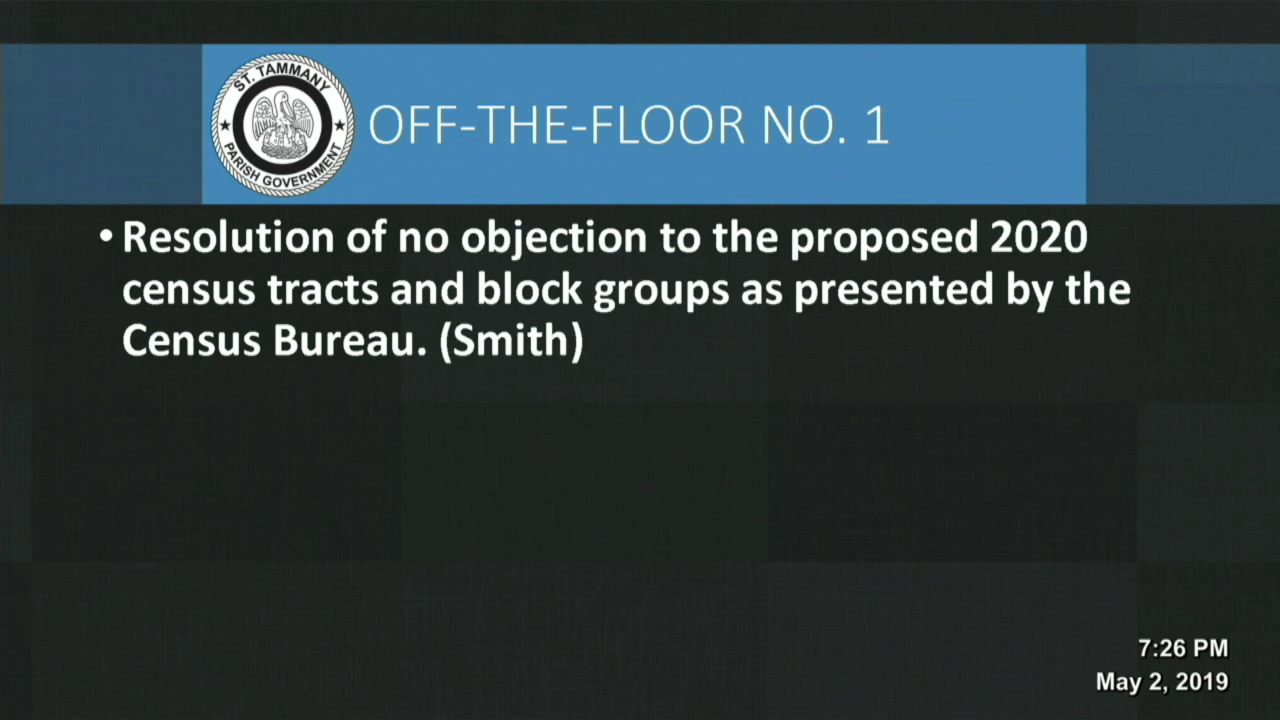 ST. TAMMANY
PARISH GOVERNMENT
OFF-THE-FLOOR NO. 1
• Resolution of no objection to the proposed 2020
census tracts and block groups as presented by the
Census Bureau. (Smith)
7:26 PM
May 2, 2019